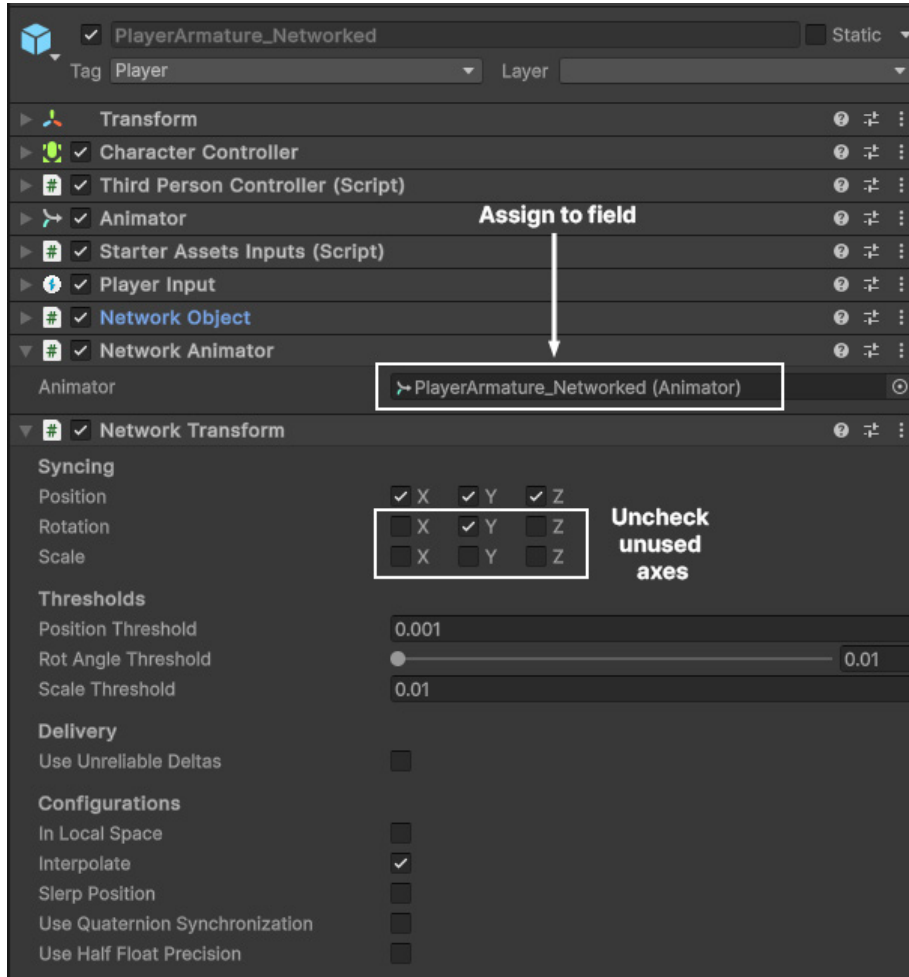 PlayerArmature_Networked Static
Tag Player Layer
Transform
Character Controller
Third Person Controller (Script)
Animator
Assign to field
Starter Assets Inputs (Script)
Player Input
Network Object
Network Animator
Animator PlayerArmature_Networked (Animator)
Network Transform
Syncing
Position X Y Z
Rotation X Y Z
Scale X Y Z
Uncheck
unused
axes
Thresholds
Position Threshold 0.001
Rot Angle Threshold 0.01
Scale Threshold 0.01
Delivery
Use Unreliable Deltas
Configurations
In Local Space
Interpolate
Slerp Position
Use Quaternion Synchronization
Use Half Float Precision